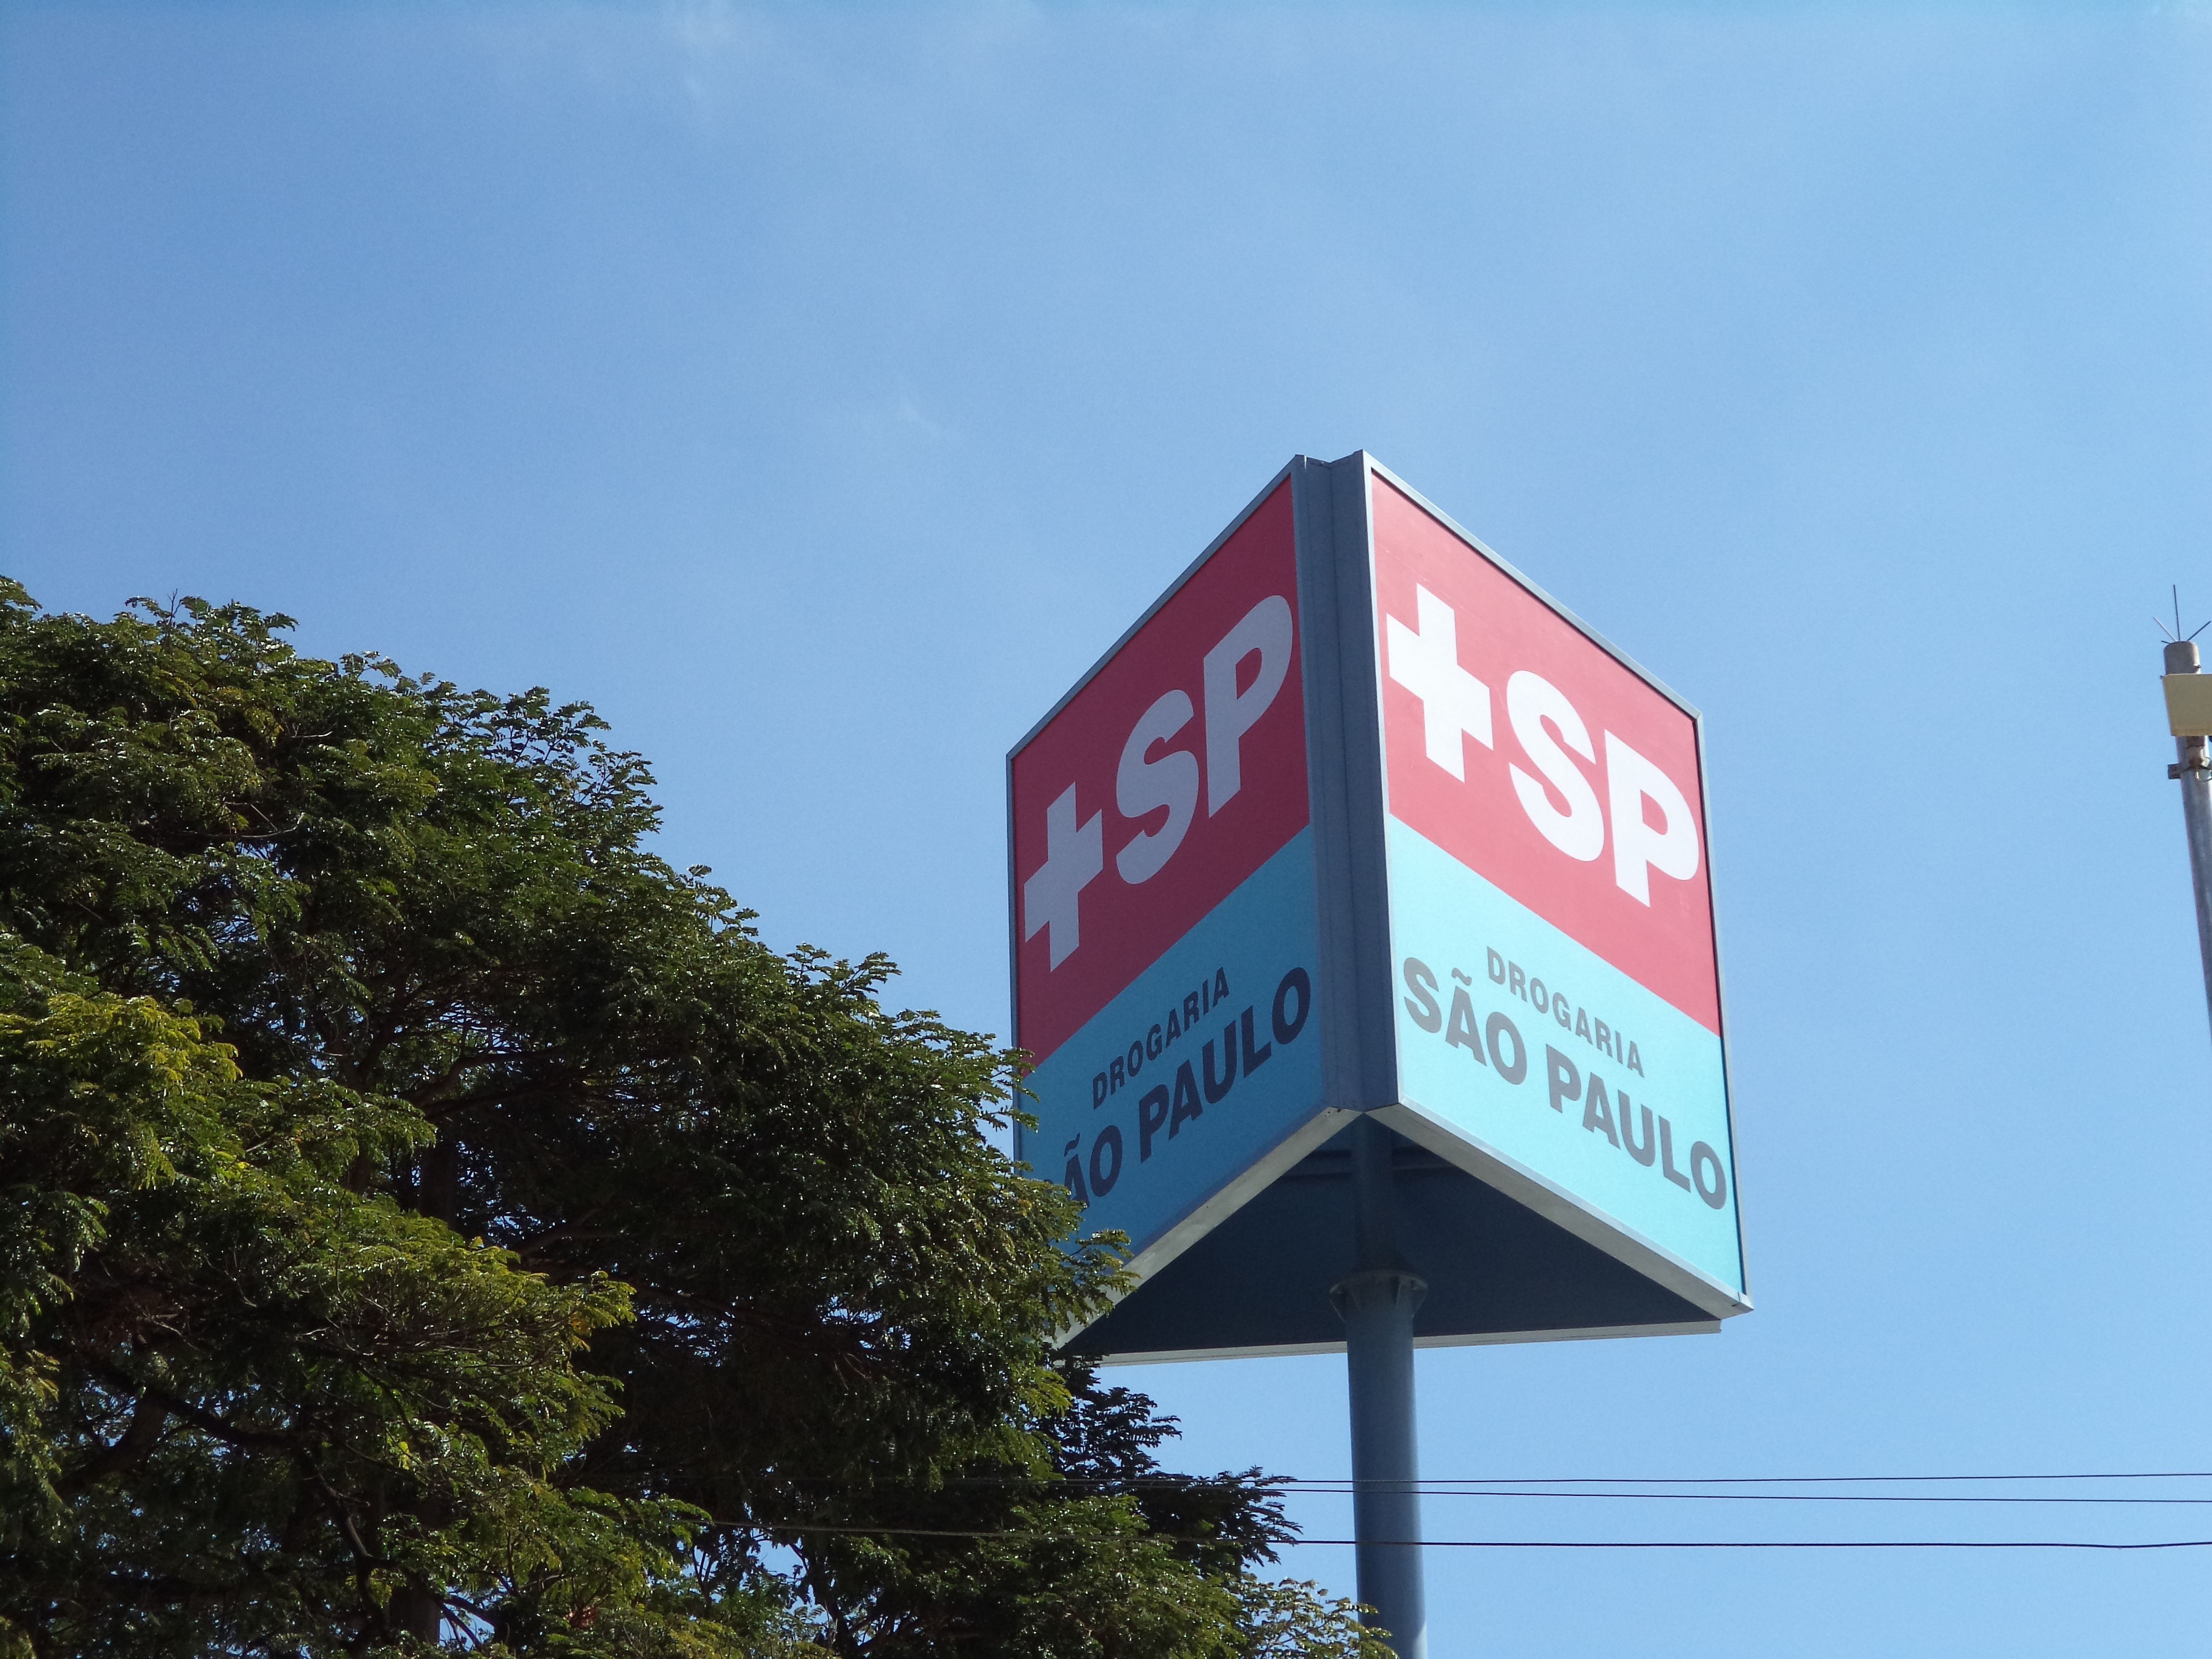 +SP
DROGARIA
ÃO PAULO
+SP
DROGARIA
SÃO PAULO